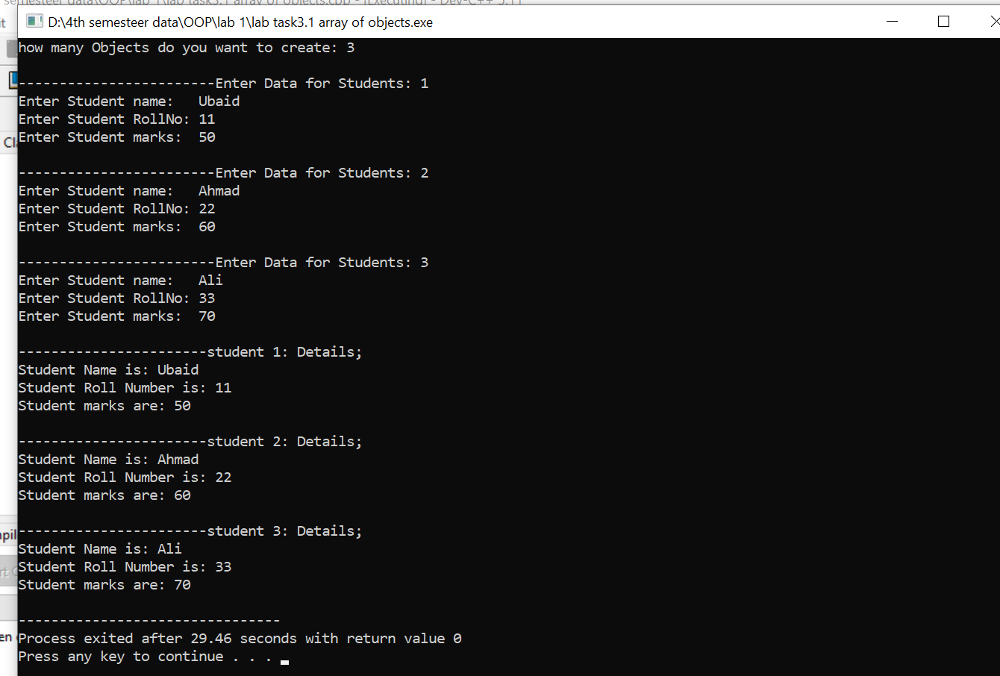 D:\4th semesteer data\OOP\lab 1\lab task3.1 array of objects.exe
how many Objects do you want to create: 3
------------------------Enter Data for Students: 1
Enter Student name:   Ubaid
Enter Student RollNo: 11
Enter Student marks:  50
------------------------Enter Data for Students: 2
Enter Student name:   Ahmad
Enter Student RollNo: 22
Enter Student marks:  60
------------------------Enter Data for Students: 3
Enter Student name:   Ali
Enter Student RollNo: 33
Enter Student marks:  70
-----------------------student 1: Details;
Student Name is: Ubaid
Student Roll Number is: 11
Student marks are: 50
-----------------------student 2: Details;
Student Name is: Ahmad
Student Roll Number is: 22
Student marks are: 60
-----------------------student 3: Details;
Student Name is: Ali
Student Roll Number is: 33
Student marks are: 70
--------------------------------
Process exited after 29.46 seconds with return value 0
Press any key to continue . . .